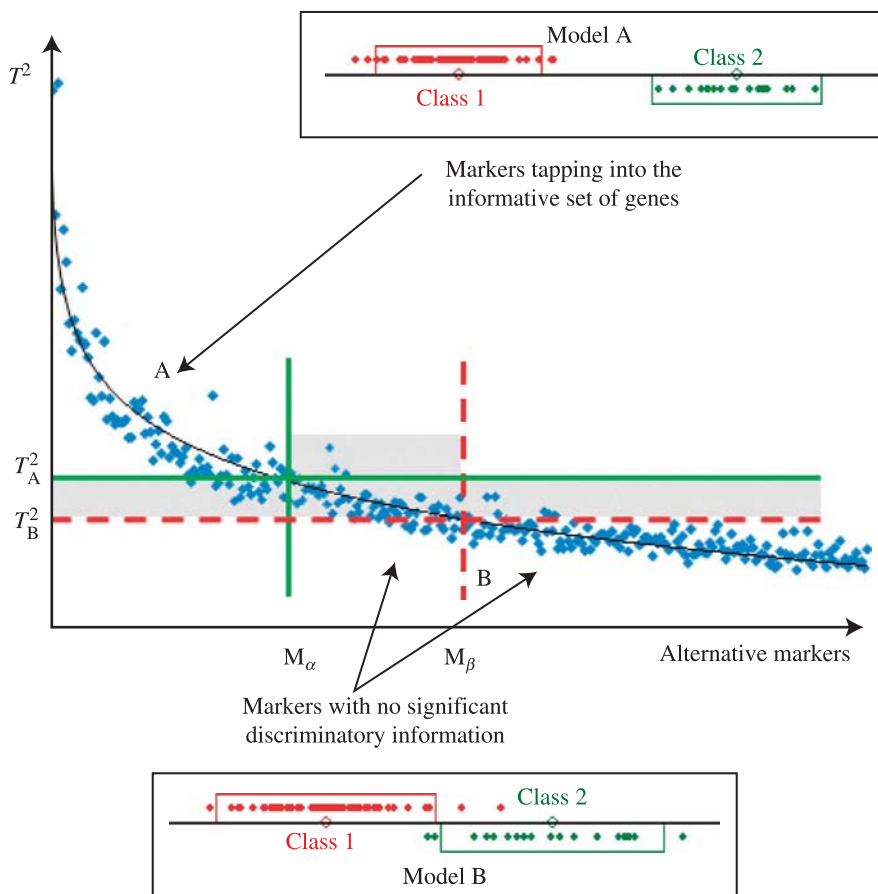 Model A
Class 2
Class 1
T²
Markers tapping into the
informative set of genes
A
T²A
T²B
B
Mα
Mβ
Alternative markers
Markers with no significant
discriminatory information
Class 2
Class 1
Model B